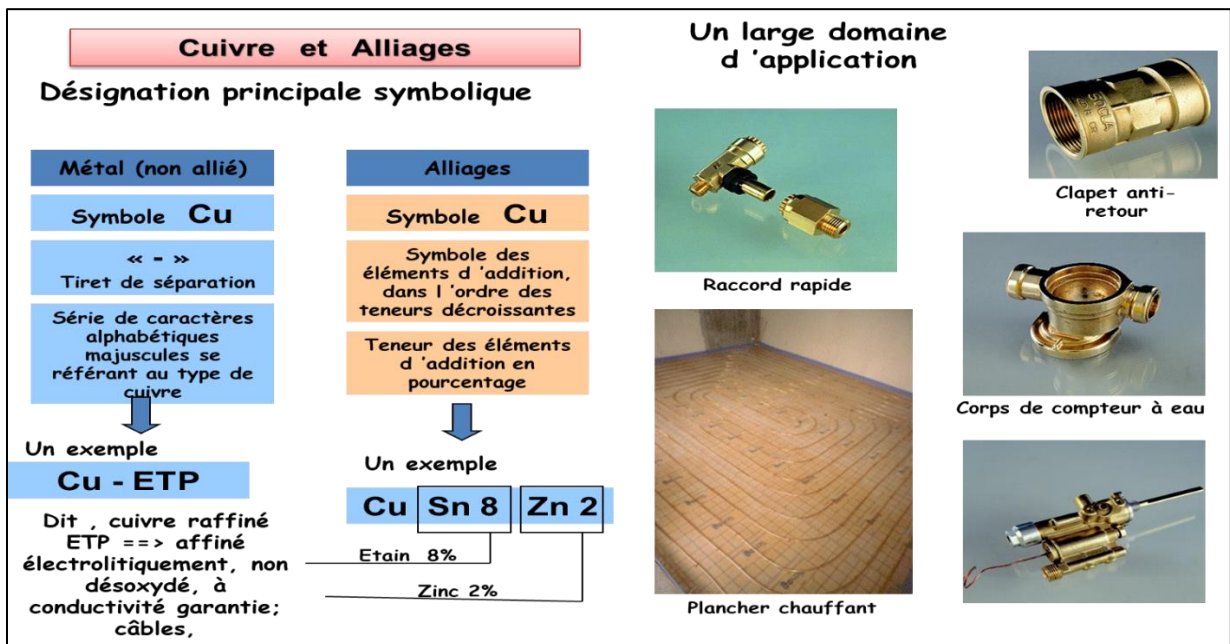 Cuivre et Alliages
Désignation principale symbolique
Métal (non allié)
Symbole Cu
« - »
Tiret de séparation
Série de caractères
alphabétiques
majuscules se
référant au type de
cuivre
Un exemple
Cu - ETP
Dit , cuivre raffiné
ETP ==> affiné
électrolitiquement, non
désoxydé, à
conductivité garantie;
câbles,
Alliages
Symbole Cu
Symbole des
éléments d 'addition,
dans l 'ordre des
teneurs décroissantes
Teneur des éléments
d 'addition en
pourcentage
Un exemple
Cu Sn 8 Zn 2
Etain 8%
Zinc 2%
Un large domaine
d 'application
Raccord rapide
Plancher chauffant
Clapet anti-
retour
Corps de compteur à eau